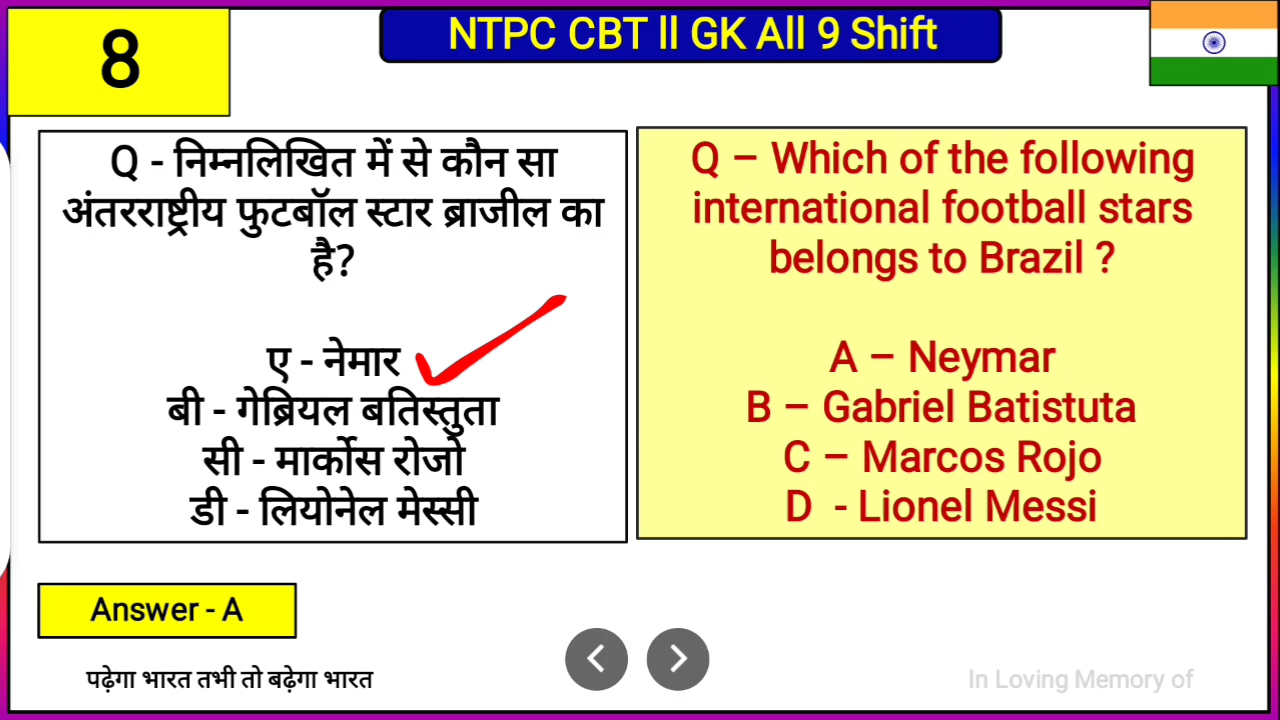 8
NTPC CBT ll GK All 9 Shift
Q - निम्नलिखित में से कौन सा
अंतरराष्ट्रीय फुटबॉल स्टार ब्राजील का
है?
ए - नेमार
बी - गेब्रियल बतिस्तुता
सी - मार्कोस रोजो
डी - लियोनेल मेस्सी
Q – Which of the following
international football stars
belongs to Brazil ?
A – Neymar
B – Gabriel Batistuta
C – Marcos Rojo
D - Lionel Messi
Answer - A
पढ़ेगा भारत तभी तो बढ़ेगा भारत
In Loving Memory of